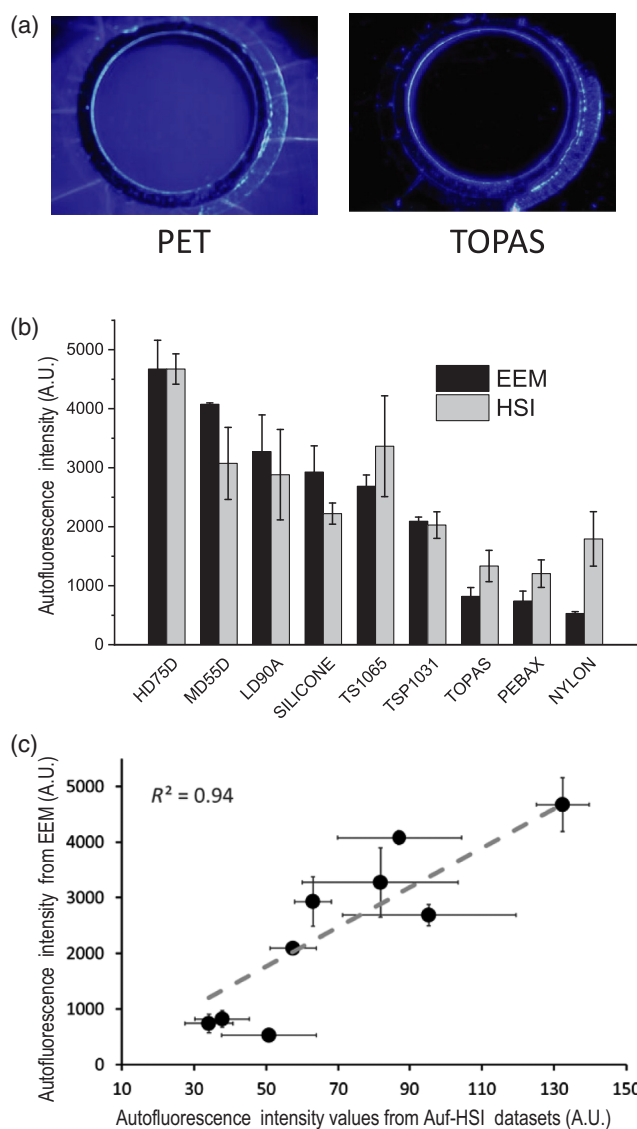 (a)
PET TOPAS
(b)
Autofluorescence intensity (A.U.)
5000
4000
3000
2000
1000
0
EEM
HSI
HD75D MD55D LD90A SILICONE TS1065 TSP1031 TOPAS PEBAX NYLON
(c)
Autofluorescence intensity from EEM (A.U.)
R² = 0.94
5000
4000
3000
2000
1000
0
10 30 50 70 90 110 130 150
Autofluorescence intensity values from Auf-HSI datasets (A.U.)